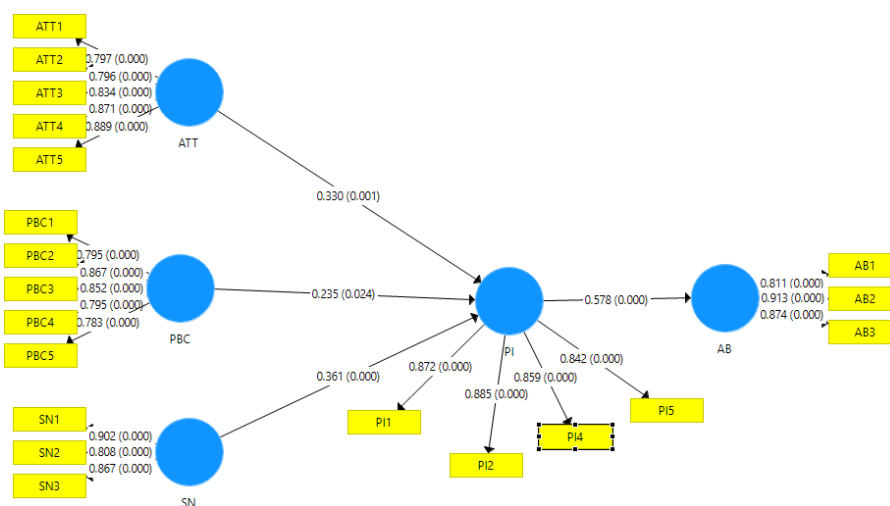 ATT1
ATT2
ATT3
ATT4
ATT5
0.797 (0.000)
0.796 (0.000)
0.834 (0.000)
0.871 (0.000)
0.889 (0.000)
ATT
0.330 (0.001)
PBC1
PBC2
PBC3
PBC4
PBC5
0.795 (0.000)
0.867 (0.000)
0.852 (0.000)
0.795 (0.000)
0.783 (0.000)
PBC
0.235 (0.024)
SN1
SN2
SN3
0.902 (0.000)
0.808 (0.000)
0.867 (0.000)
SN
0.361 (0.000)
PI
0.872 (0.000)
0.885 (0.000)
0.859 (0.000)
0.842 (0.000)
PI1
PI2
PI4
PI5
0.578 (0.000)
AB
0.811 (0.000)
0.913 (0.000)
0.874 (0.000)
AB1
AB2
AB3